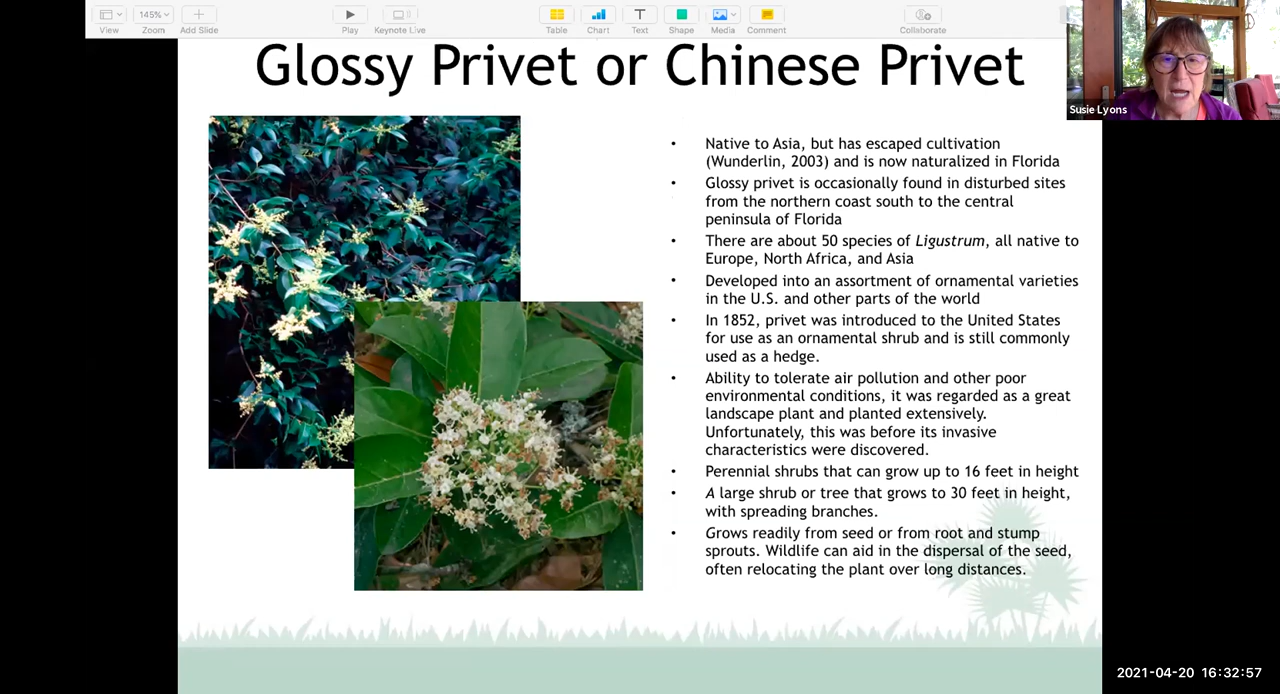 145%
View
Zoom
Add Slide
Play
Keynote Live
Table
Chart
Text
Shape
Media
Comment
Collaborate
Susie Lyons
Glossy Privet or Chinese Privet
• Native to Asia, but has escaped cultivation
(Wunderlin, 2003) and is now naturalized in Florida
• Glossy privet is occasionally found in disturbed sites
from the northern coast south to the central
peninsula of Florida
• There are about 50 species of Ligustrum, all native to
Europe, North Africa, and Asia
• Developed into an assortment of ornamental varieties
in the U.S. and other parts of the world
• In 1852, privet was introduced to the United States
for use as an ornamental shrub and is still commonly
used as a hedge.
• Ability to tolerate air pollution and other poor
environmental conditions, it was regarded as a great
landscape plant and planted extensively.
Unfortunately, this was before its invasive
characteristics were discovered.
• Perennial shrubs that can grow up to 16 feet in height
• A large shrub or tree that grows to 30 feet in height,
with spreading branches.
• Grows readily from seed or from root and stump
sprouts. Wildlife can aid in the dispersal of the seed,
often relocating the plant over long distances.
2021-04-20 16:32:57